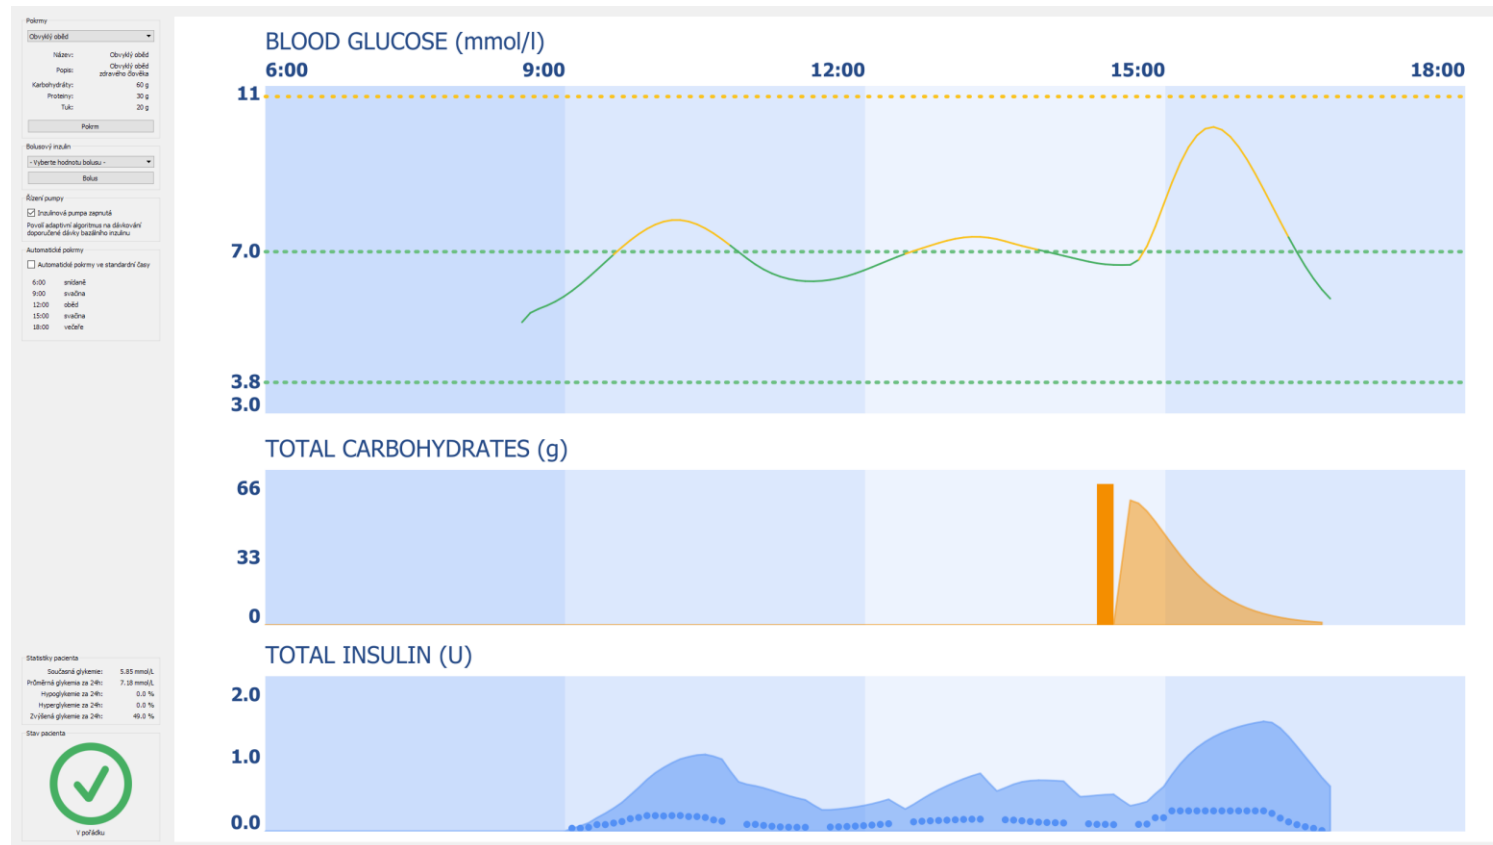 Pokrmy
Obvyklý oběd
Název: Obvyklý oběd
Popis: Obvyklý oběd
zdravého člověka
Karbohydráty: 60 g
Proteiny: 30 g
Tuk: 20 g
Pokrm
Bolusový inzulin
- Vyberte hodnotu bolusu -
Bolus
Řízení pumpy
Inzulinová pumpa zapnutá
Povolí adaptivní algoritmus na dávkování
doporučené dávky bazálního inzulinu
Automatické pokrmy
Automatické pokrmy ve standardní časy
6:00 snídaně
9:00 svačina
12:00 oběd
15:00 svačina
18:00 večeře
Statistiky pacienta
Současná glykemie: 5.85 mmol/L
Průměrná glykemie za 24h: 7.18 mmol/L
Hypoglykemie za 24h: 0.0 %
Hyperglykemie za 24h: 0.0 %
Zvýšená glykemie za 24h: 49.0 %
Stav pacienta
V pořádku
BLOOD GLUCOSE (mmol/l)
6:00 9:00 12:00 15:00 18:00
11
7.0
3.8
3.0
TOTAL CARBOHYDRATES (g)
66
33
0
TOTAL INSULIN (U)
2.0
1.0
0.0